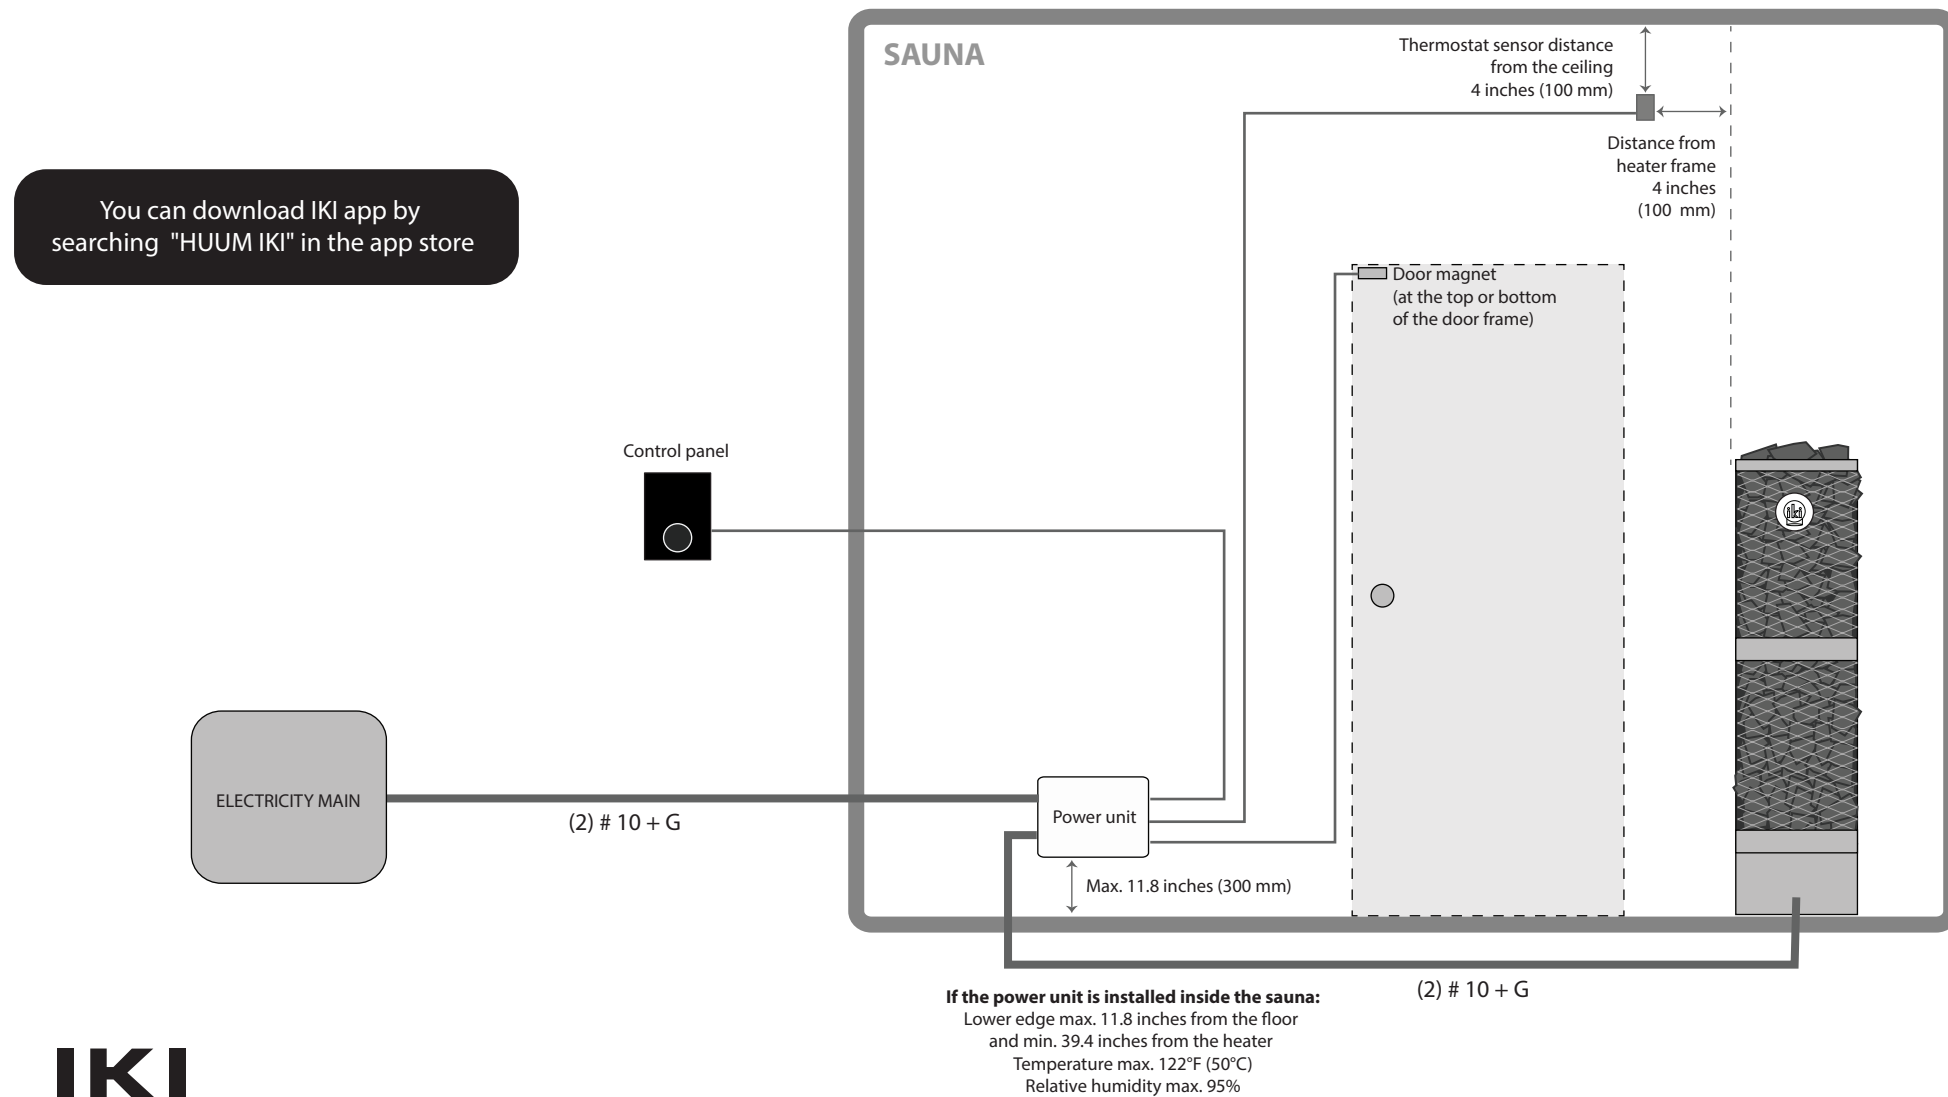 SAUNA
Thermostat sensor distance
from the ceiling
4 inches (100 mm)
Distance from
heater frame
4 inches
(100  mm)
You can download IKI app by
searching  "HUUM IKI" in the app store
Door magnet
(at the top or bottom
of the door frame)
Control panel
iki
ELECTRICITY MAIN
(2) # 10 + G
Power unit
Max. 11.8 inches (300 mm)
(2) # 10 + G
If the power unit is installed inside the sauna:
Lower edge max. 11.8 inches from the floor
and min. 39.4 inches from the heater
Temperature max. 122°F (50°C)
Relative humidity max. 95%
IKI